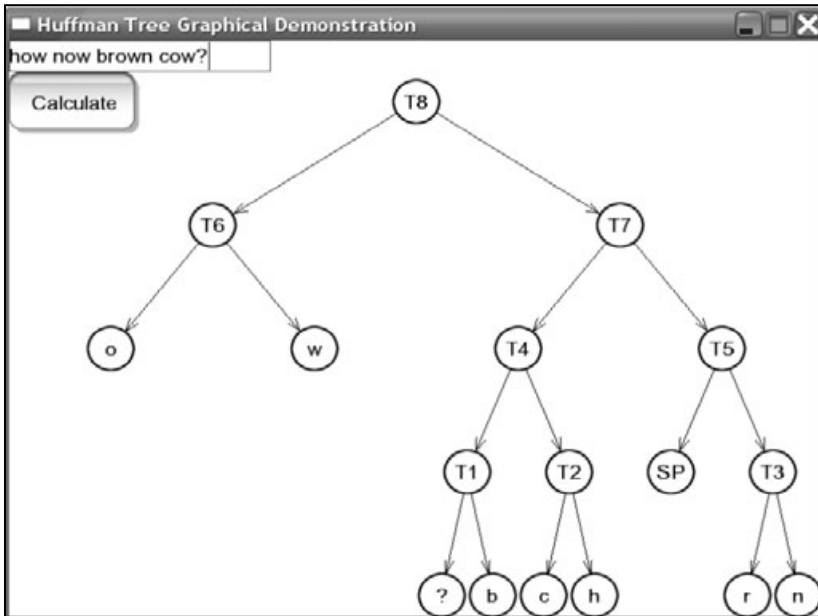 Huffman Tree Graphical Demonstration
how now brown cow?
Calculate
T8
T6 T7
o w T4 T5
T1 T2 SP T3
? b c h r n